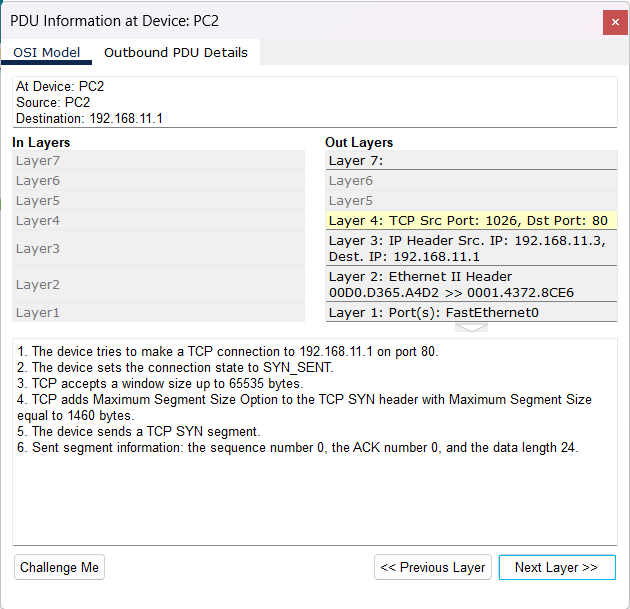 PDU Information at Device: PC2
OSI Model
Outbound PDU Details
At Device: PC2
Source: PC2
Destination: 192.168.11.1
In Layers
Layer7
Layer6
Layer5
Layer4
Layer3
Layer2
Layer1
Out Layers
Layer 7:
Layer6
Layer5
Layer 4: TCP Src Port: 1026, Dst Port: 80
Layer 3: IP Header Src. IP: 192.168.11.3,
Dest. IP: 192.168.11.1
Layer 2: Ethernet II Header
00D0.D365.A4D2 >> 0001.4372.8CE6
Layer 1: Port(s): FastEthernet0
1. The device tries to make a TCP connection to 192.168.11.1 on port 80.
2. The device sets the connection state to SYN_SENT.
3. TCP accepts a window size up to 65535 bytes.
4. TCP adds Maximum Segment Size Option to the TCP SYN header with Maximum Segment Size
equal to 1460 bytes.
5. The device sends a TCP SYN segment.
6. Sent segment information: the sequence number 0, the ACK number 0, and the data length 24.
Challenge Me
<< Previous Layer
Next Layer >>